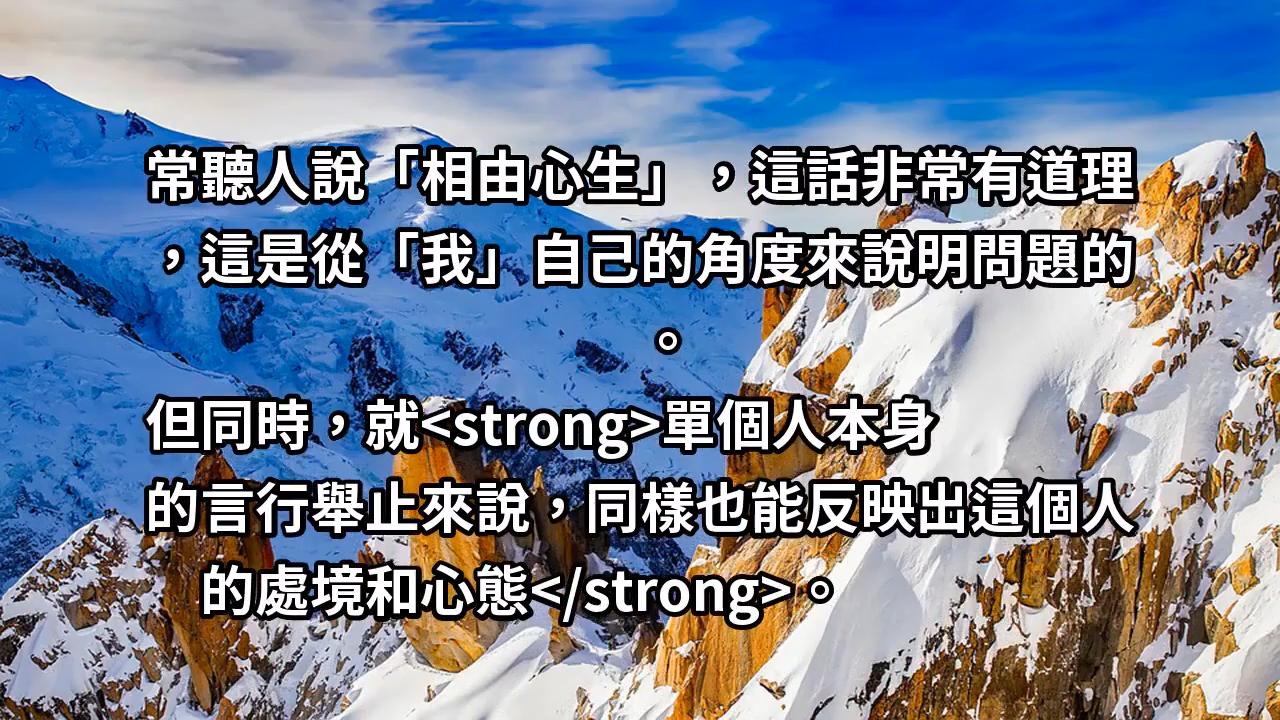 常聽人說「相由心生」，這話非常有道理
，這是從「我」自己的角度來說明問題的
。
但同時，就<strong>單個人本身
的言行舉止來說，同樣也能反映出這個人
的處境和心態</strong>。